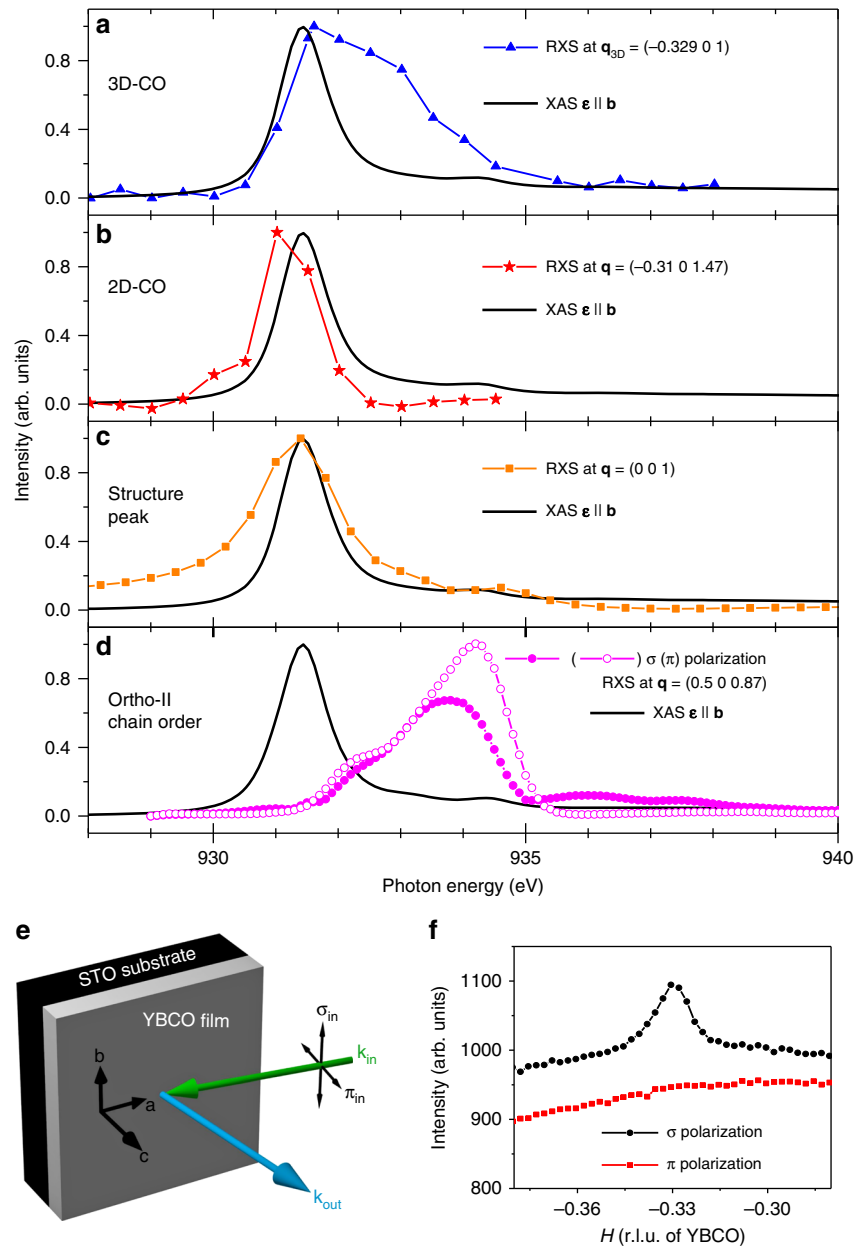 a
3D-CO
RXS at q3D = (–0.329 0 1)
XAS ε || b
1.0
0.8
0.4
0.0
b
2D-CO
RXS at q = (–0.31 0 1.47)
XAS ε || b
0.8
0.4
0.0
c
Structure
peak
RXS at q = (0 0 1)
XAS ε || b
0.8
0.4
0.0
d
Ortho-II
chain order
( ) σ (π) polarization
RXS at q = (0.5 0 0.87)
XAS ε || b
0.8
0.4
0.0
Intensity (arb. units)
930 935 940
Photon energy (eV)
e
STO substrate
YBCO film
b
a
c
σin
kin
πin
kout
f
1100
1000
900
800
Intensity (arb. units)
σ polarization
π polarization
–0.36 –0.33 –0.30
H (r.l.u. of YBCO)